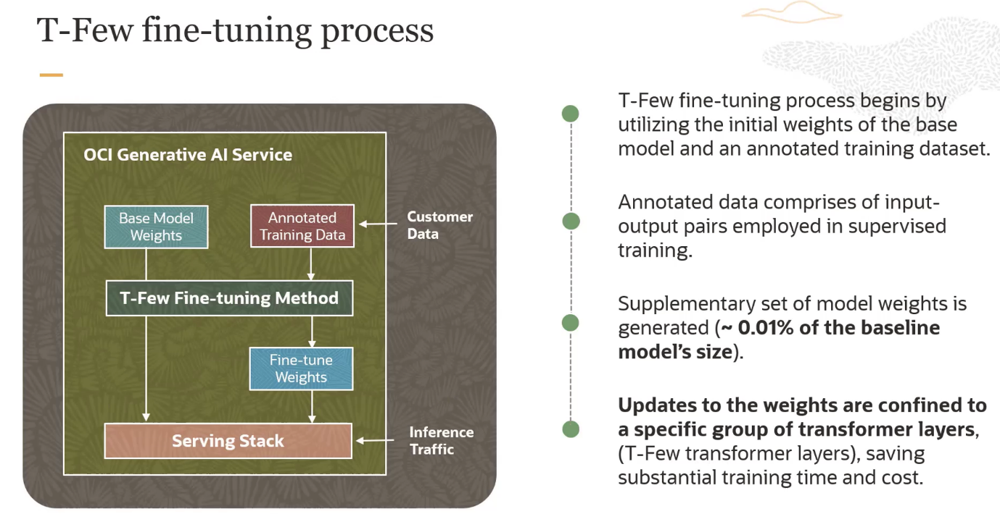 T-Few fine-tuning process
OCI Generative AI Service
Base Model
Weights
Annotated
Training Data
Customer
Data
T-Few Fine-tuning Method
Fine-tune
Weights
Serving Stack
Inference
Traffic
T-Few fine-tuning process begins by
utilizing the initial weights of the base
model and an annotated training dataset.
Annotated data comprises of input-
output pairs employed in supervised
training.
Supplementary set of model weights is
generated (~ 0.01% of the baseline
model’s size).
Updates to the weights are confined to
a specific group of transformer layers,
(T-Few transformer layers), saving
substantial training time and cost.